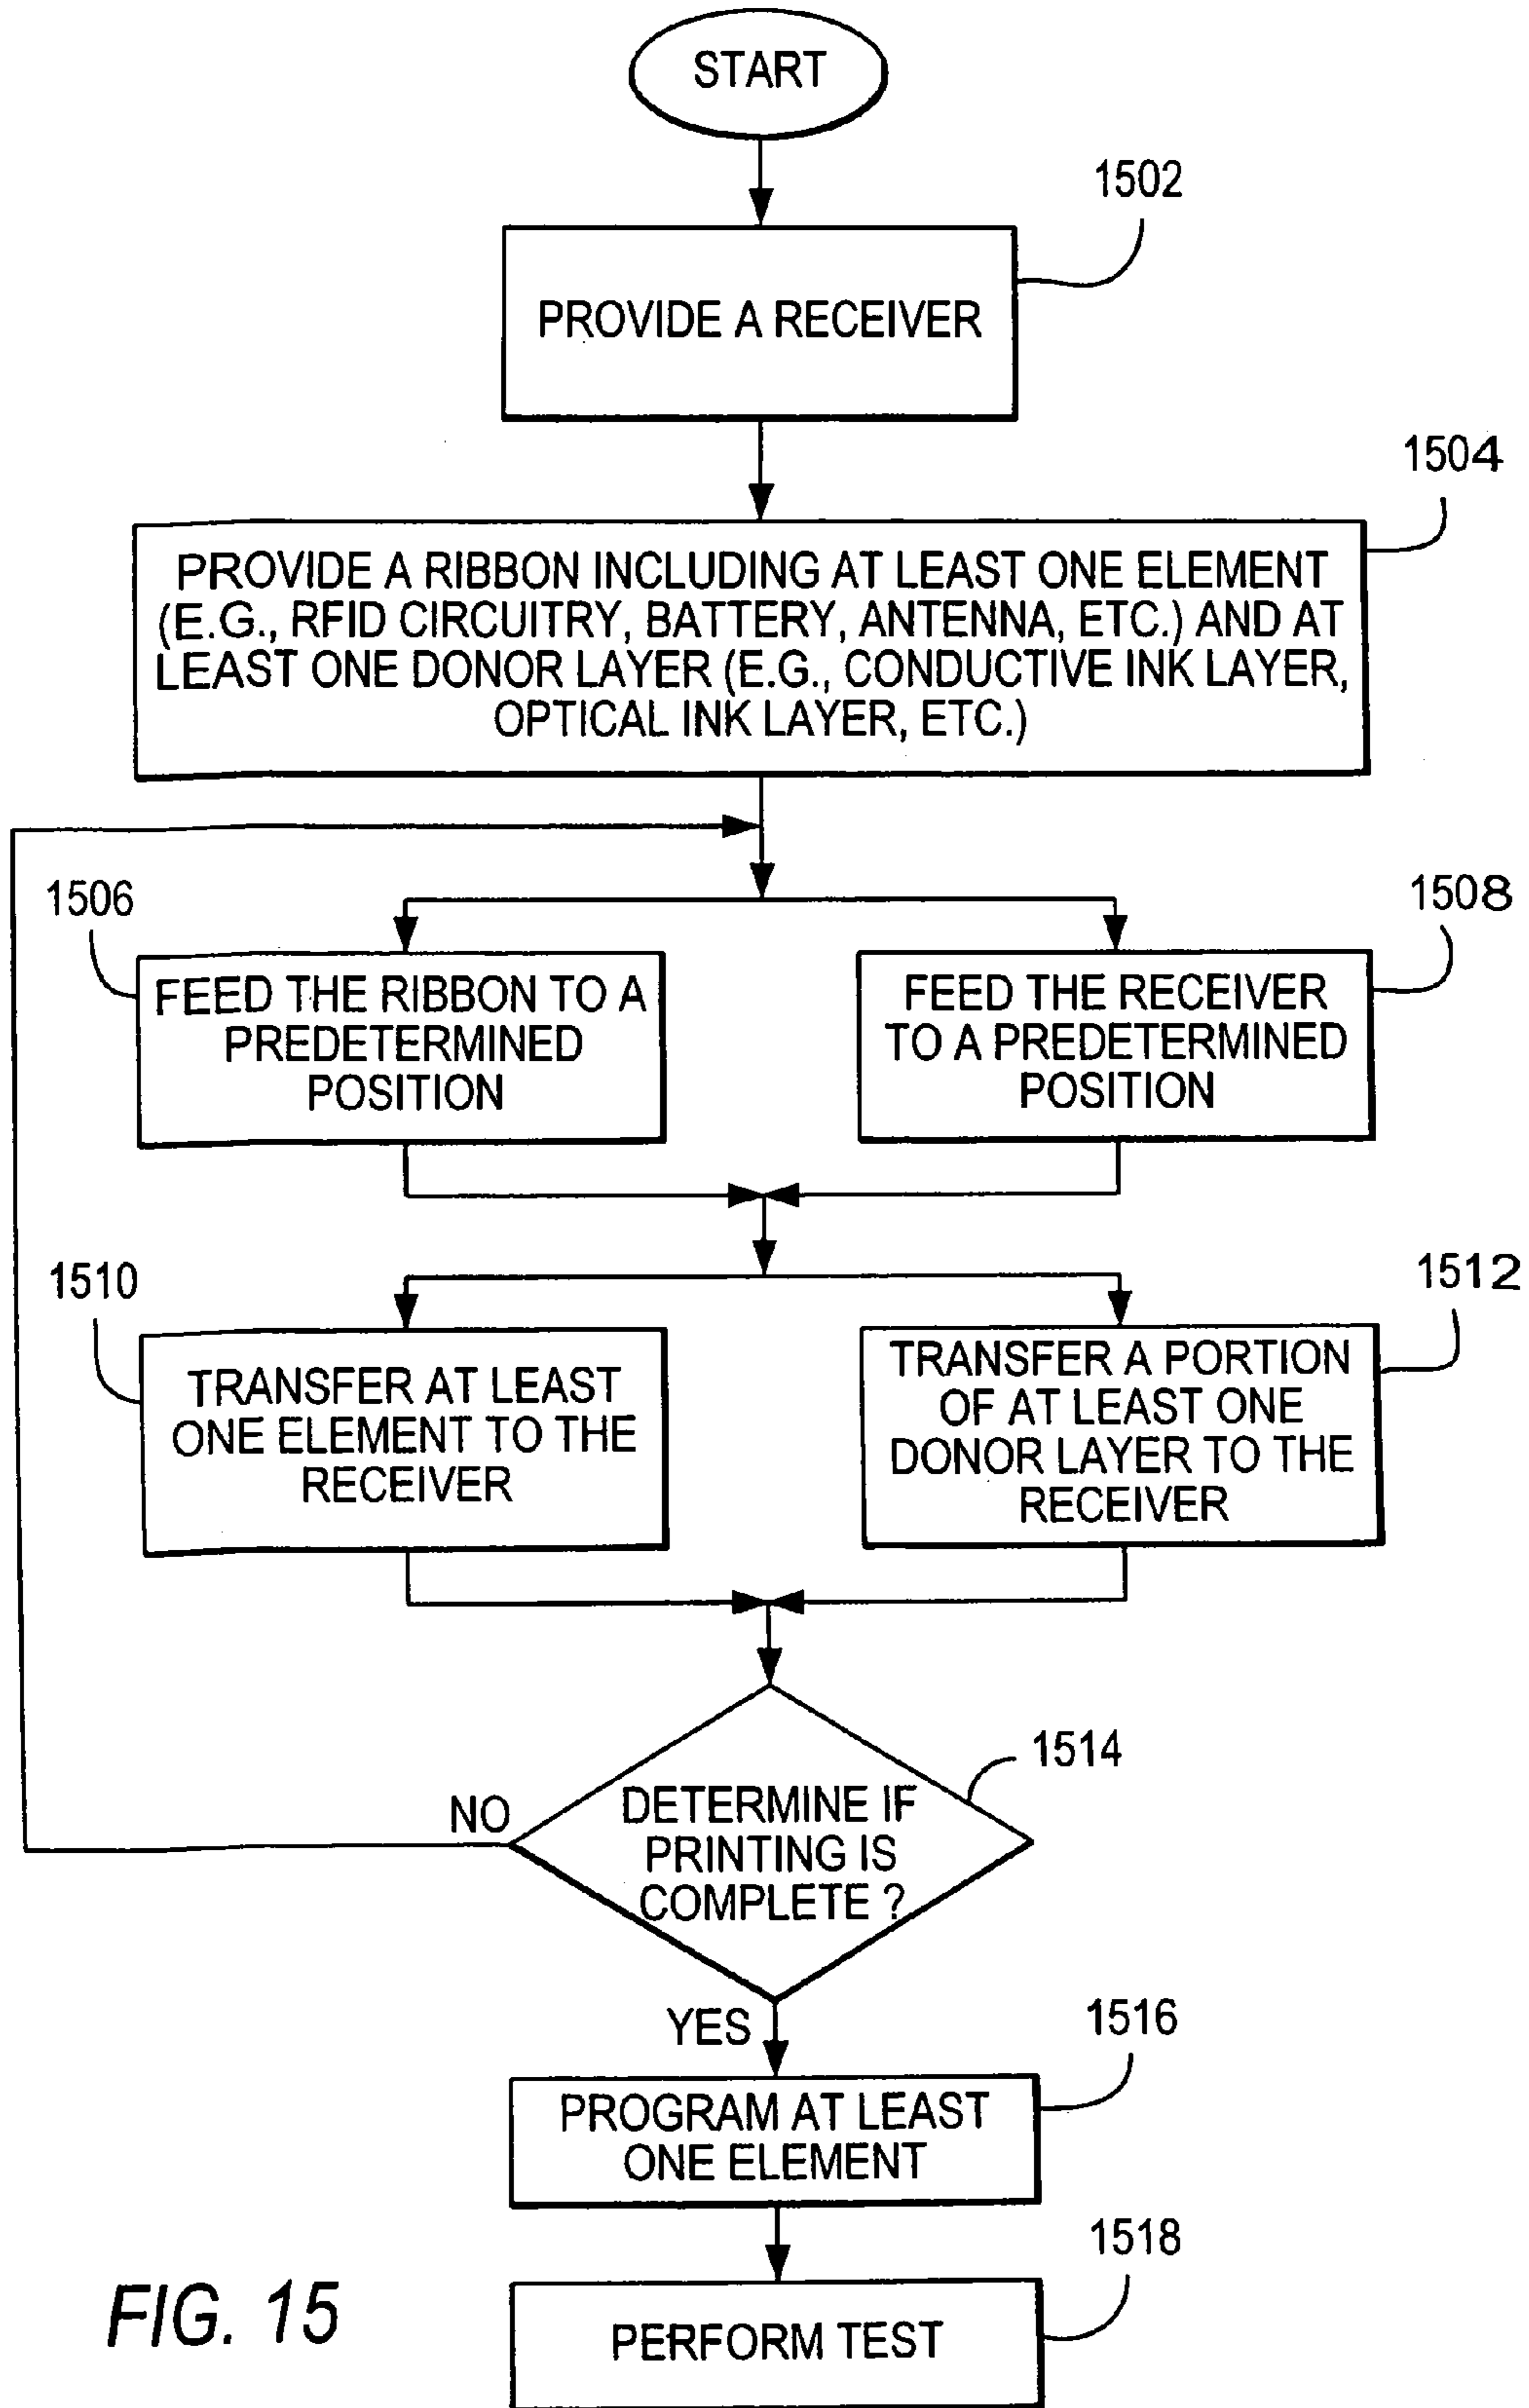 START
1502
PROVIDE A RECEIVER
1504
PROVIDE A RIBBON INCLUDING AT LEAST ONE ELEMENT
(E.G., RFID CIRCUITRY, BATTERY, ANTENNA, ETC.) AND AT
LEAST ONE DONOR LAYER (E.G., CONDUCTIVE INK LAYER,
OPTICAL INK LAYER, ETC.)
1506
FEED THE RIBBON TO A
PREDETERMINED
POSITION
1508
FEED THE RECEIVER
TO A PREDETERMINED
POSITION
1510
TRANSFER AT LEAST
ONE ELEMENT TO THE
RECEIVER
1512
TRANSFER A PORTION
OF AT LEAST ONE
DONOR LAYER TO THE
RECEIVER
1514
DETERMINE IF
PRINTING IS
COMPLETE ?
NO
YES
1516
PROGRAM AT LEAST
ONE ELEMENT
1518
PERFORM TEST
FIG. 15